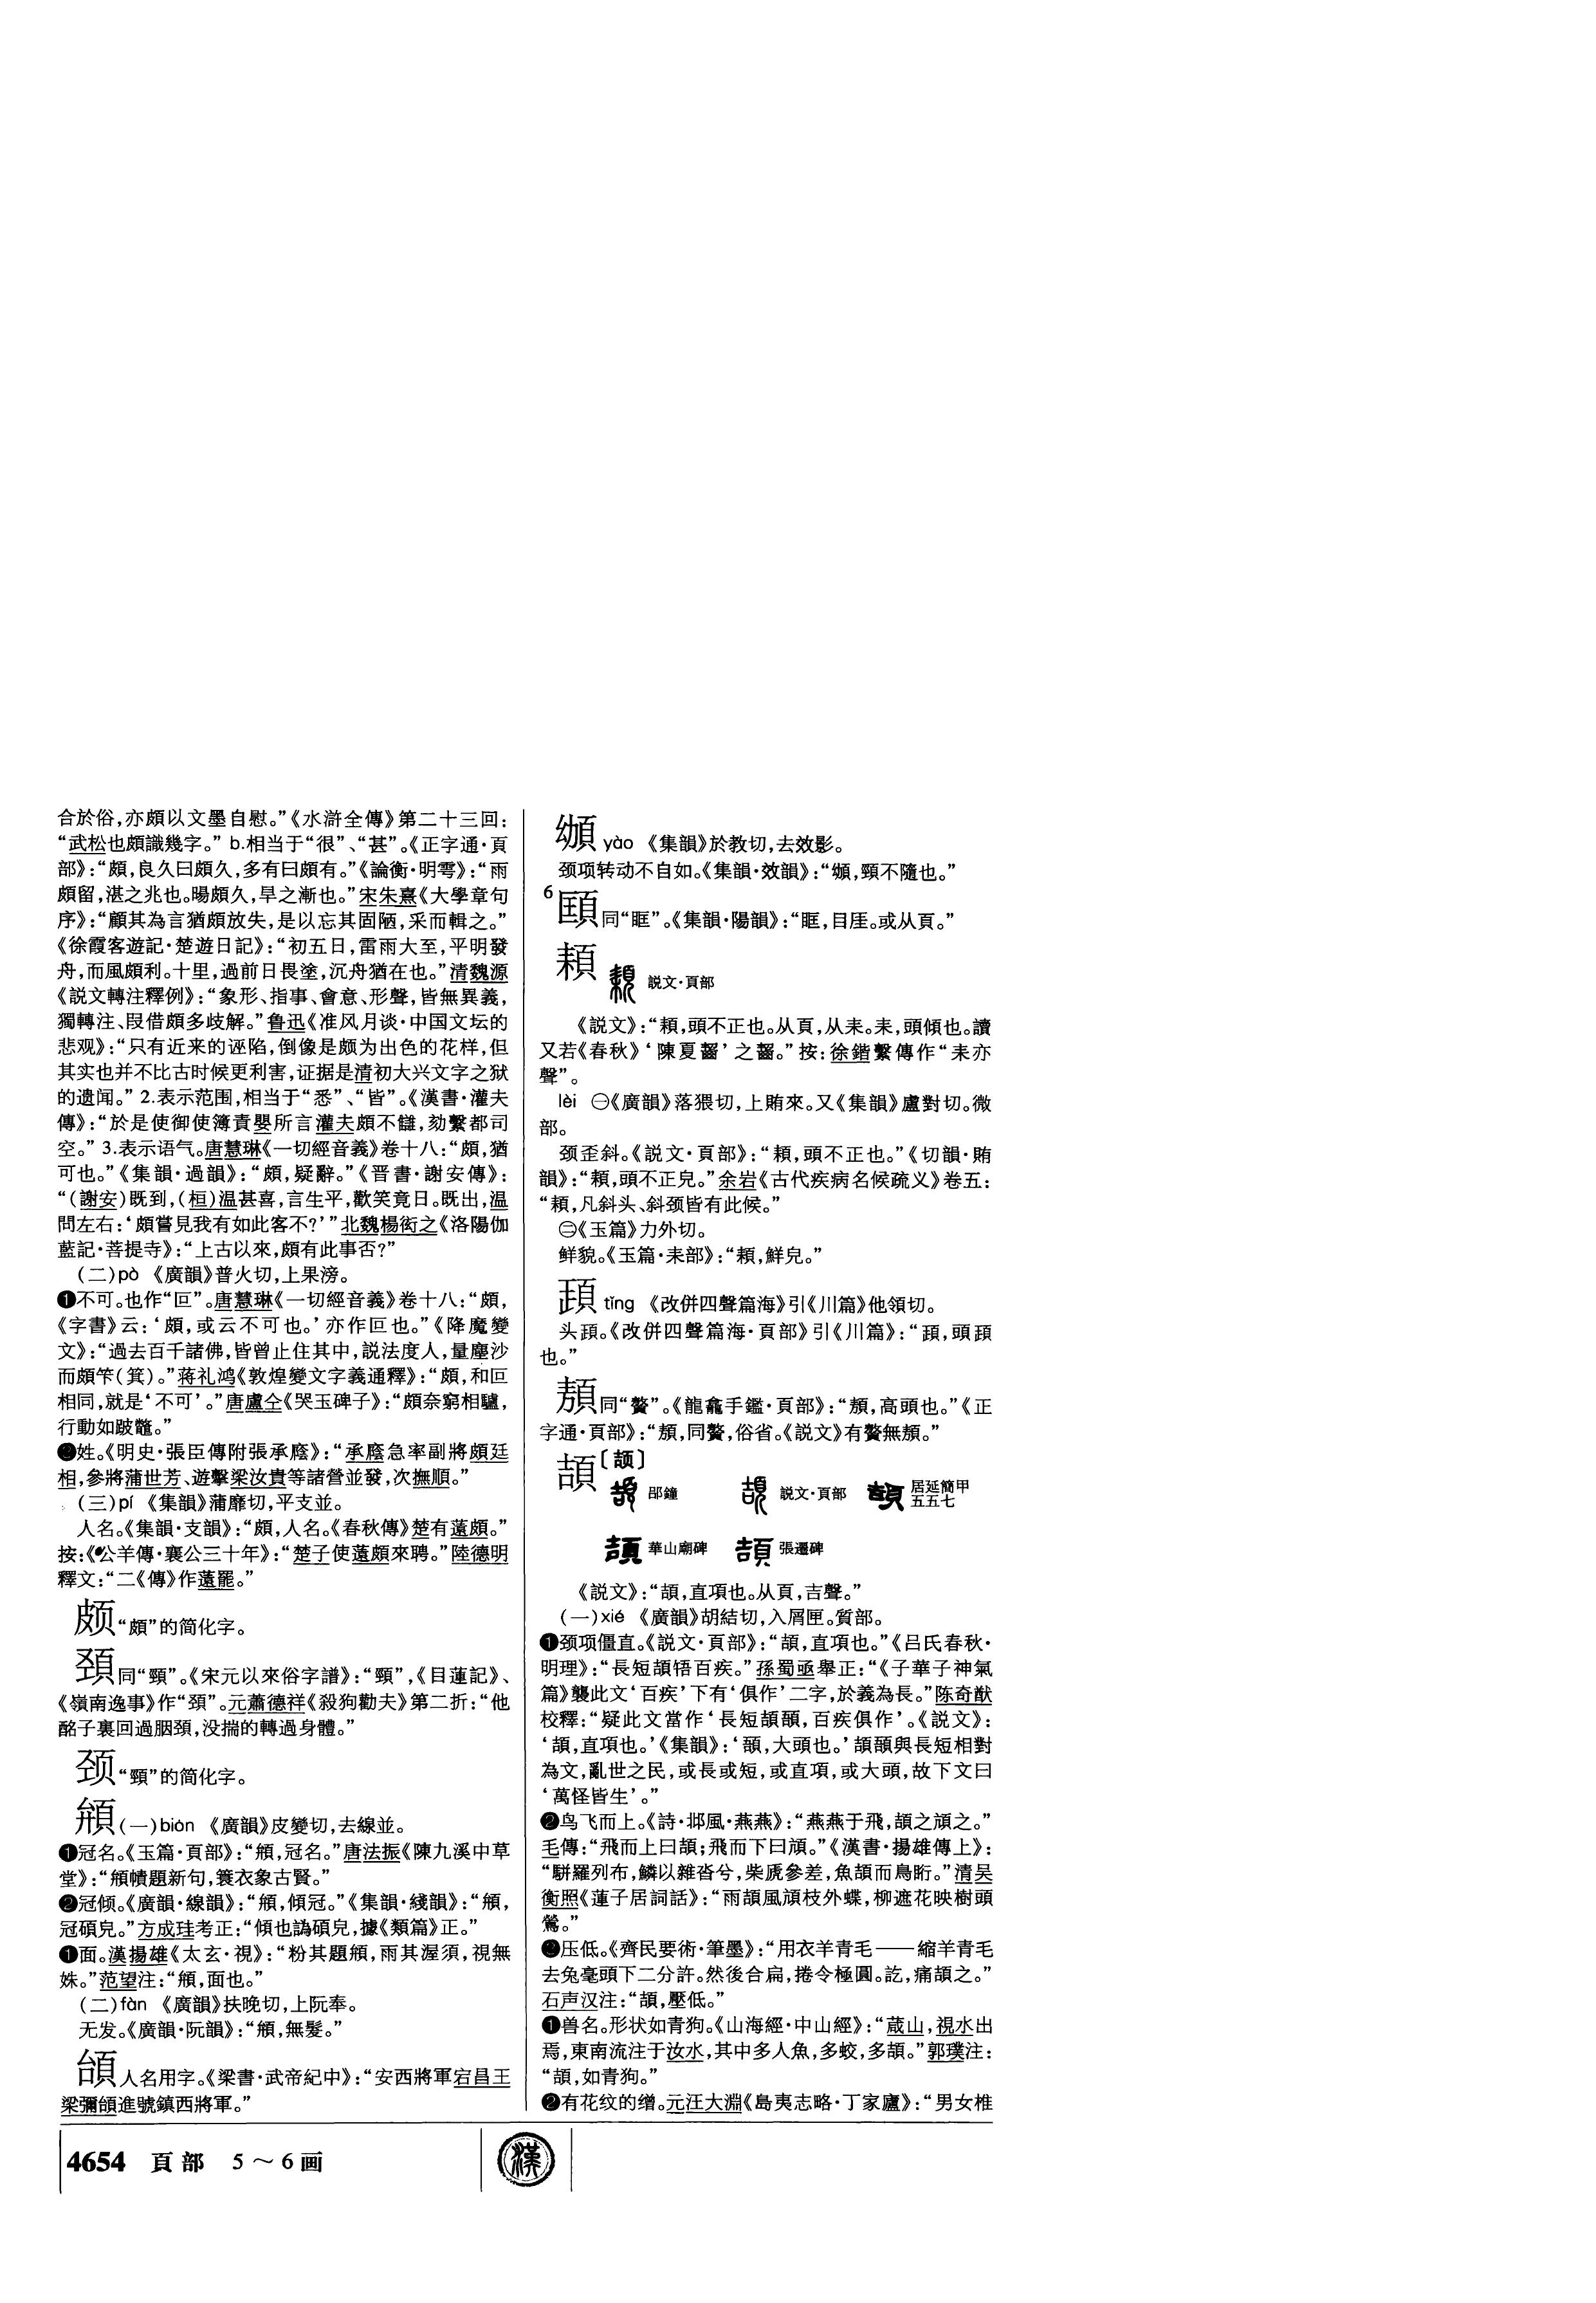 合於俗，亦頗以文墨自慰。”《水滸全傳》第二十三回：
“武松也頗識幾字。” b.相当于“很”、“甚”。《正字通·頁
部》：“頗，良久曰頗久，多有曰頗有。”《論衡·明雩》：“雨
頗留，湛之兆也。暘頗久，旱之漸也。”宋朱熹《大學章句
序》：“顧其為言猶頗放失，是以忘其固陋，采而輯之。”
《徐霞客遊記·楚遊日記》：“初五日，雷雨大至，平明發
舟，而風頗利。十里，過前日畏塗，沉舟猶在也。”清魏源
《説文轉注釋例》：“象形、指事、會意、形聲，皆無異義，
獨轉注、叚借頗多歧解。”鲁迅《准风月谈·中国文坛的
悲观》：“只有近来的诬陷，倒像是颇为出色的花样，但
其实也并不比古时候更利害，证据是清初大兴文字之狱
的遗闻。” 2.表示范围，相当于“悉”、“皆”。《漢書·灌夫
傳》：“於是使御使簿責嬰所言灌夫頗不讎，劾繫都司
空。” 3.表示语气。唐慧琳《一切經音義》卷十八：“頗，猶
可也。”《集韻·過韻》：“頗，疑辭。”《晋書·謝安傳》：
“（謝安）既到，（桓）温甚喜，言生平，歡笑竟日。既出，温
問左右：‘頗嘗見我有如此客不？’”北魏楊衒之《洛陽伽
藍記·菩提寺》：“上古以來，頗有此事否？”
（二）pò 《廣韻》普火切，上果滂。
❶不可。也作“叵”。唐慧琳《一切經音義》卷十八：“頗，
《字書》云：‘頗，或云不可也。’亦作叵也。”《降魔變
文》：“過去百千諸佛，皆曾止住其中，説法度人，量塵沙
而頗筭（箕）。”蒋礼鸿《敦煌變文字義通釋》：“頗，和叵
相同，就是‘不可’。”唐盧仝《哭玉碑子》：“頗奈窮相驢，
行動如跛鼈。”
❷姓。《明史·張臣傳附張承廕》：“承廕急率副將頗廷
相，參將蒲世芳、遊擊梁汝貴等諸營並發，次撫順。”
（三）pí 《集韻》蒲靡切，平支並。
人名。《集韻·支韻》：“頗，人名。《春秋傳》楚有薳頗。”
按：《公羊傳·襄公三十年》：“楚子使薳頗來聘。”陸德明
釋文：“二《傳》作薳罷。”
颇“頗”的简化字。
頚同“頸”。《宋元以來俗字譜》：“頸”，《目蓮記》、
《嶺南逸事》作“頚”。元蕭德祥《殺狗勸夫》第二折：“他
酩子裏回過胭頚，没揣的轉過身體。”
颈“頸”的简化字。
頯（一）biàn 《廣韻》皮變切，去線並。
❶冠名。《玉篇·頁部》：“䪻，冠名。”唐法振《陳九溪中草
堂》：“䪻幘題新句，簑衣象古賢。”
❷冠倾。《廣韻·線韻》：“䪻，傾冠。”《集韻·綫韻》：“䪻，
冠碩皃。”方成珪考正：“傾也譌碩皃，據《類篇》正。”
❶面。漢揚雄《太玄·視》：“粉其題䪻，雨其渥須，視無
姝。”范望注：“䪻，面也。”
（二）fàn 《廣韻》扶晚切，上阮奉。
无发。《廣韻·阮韻》：“䪻，無髮。”
頧人名用字。《梁書·武帝紀中》：“安西將軍宕昌王
梁彌頜進號鎮西將軍。”
yào 《集韻》於教切，去效影。
颈项转动不自如。《集韻·效韻》：“䫍，頸不隨也。”
6
同“眶”。《集韻·陽韻》：“眶，目厓。或从頁。”
頛
説文·頁部
《説文》：“頛，頭不正也。从頁，从耒。耒，頭傾也。讀
又若《春秋》‘陳夏齧’之齧。”按：徐鍇繫傳作“耒亦
聲”。
lèi ㊀《廣韻》落猥切，上賄來。又《集韻》盧對切。微
部。
颈歪斜。《説文·頁部》：“頛，頭不正也。”《切韻·賄
韻》：“頛，頭不正皃。”余岩《古代疾病名候疏义》卷五：
“頛，凡斜头、斜颈皆有此候。”
㊁《玉篇》力外切。
鲜貌。《玉篇·耒部》：“頛，鮮皃。”
tǐng 《改併四聲篇海》引《川篇》他領切。
头。《改併四聲篇海·頁部》引《川篇》：“，頭
也。”
同“贅”。《龍龕手鑑·頁部》：“，高頭也。”《正
字通·頁部》：“，同，俗省。《説文》有無。”
頡〔颉〕
郘鐘 説文·頁部 居延簡甲五五七
華山廟碑 張遷碑
《説文》：“頡，直項也。从頁，吉聲。”
（一）xié 《廣韻》胡結切，入屑匣。質部。
❶颈项僵直。《説文·頁部》：“頡，直項也。”《吕氏春秋·
明理》：“長短頡啎百疾。”孫蜀丞舉正：“《子華子神氣
篇》襲此文‘百疾’下有‘俱作’二字，於義為長。”陈奇猷
校釋：“疑此文當作‘長短頡䫨，百疾俱作’。《説文》：
‘頡，直項也。’《集韻》：‘䫨，大頭也。’頡䫨與長短相對
為文，亂世之民，或長或短，或直項，或大頭，故下文曰
‘萬怪皆生’。”
❷鸟飞而上。《詩·邶風·燕燕》：“燕燕于飛，頡之頏之。”
毛傳：“飛而上曰頡；飛而下曰頏。”《漢書·揚雄傳上》：
“駢羅列布，鱗以雜沓兮，柴虒參差，魚頡而鳥䀪。”清吴
衡照《蓮子居詞話》：“雨頡風頏枝外蝶，柳遮花映樹頭
鶯。”
❸压低。《齊民要術·筆墨》：“用衣羊青毛——縮羊青毛
去兔毫頭下二分許。然後合扁，捲令極圓。訖，痛頡之。”
石声汉注：“頡，壓低。”
❶兽名。形状如青狗。《山海經·中山經》：“葴山，視水出
焉，東南流注于汝水，其中多人魚，多蛟，多頡。”郭璞注：
“頡，如青狗。”
❷有花纹的缯。元汪大淵《島夷志略·丁家廬》：“男女椎
4654 頁部 5～6画
漢